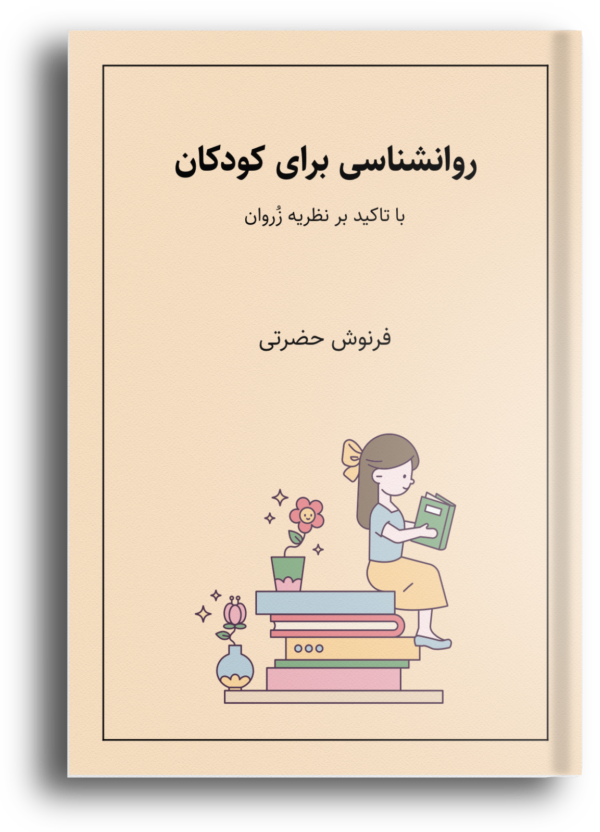 روانشناسی برای کودکان
با تاکید بر نظریه زُروان
فرنوش حضرتی